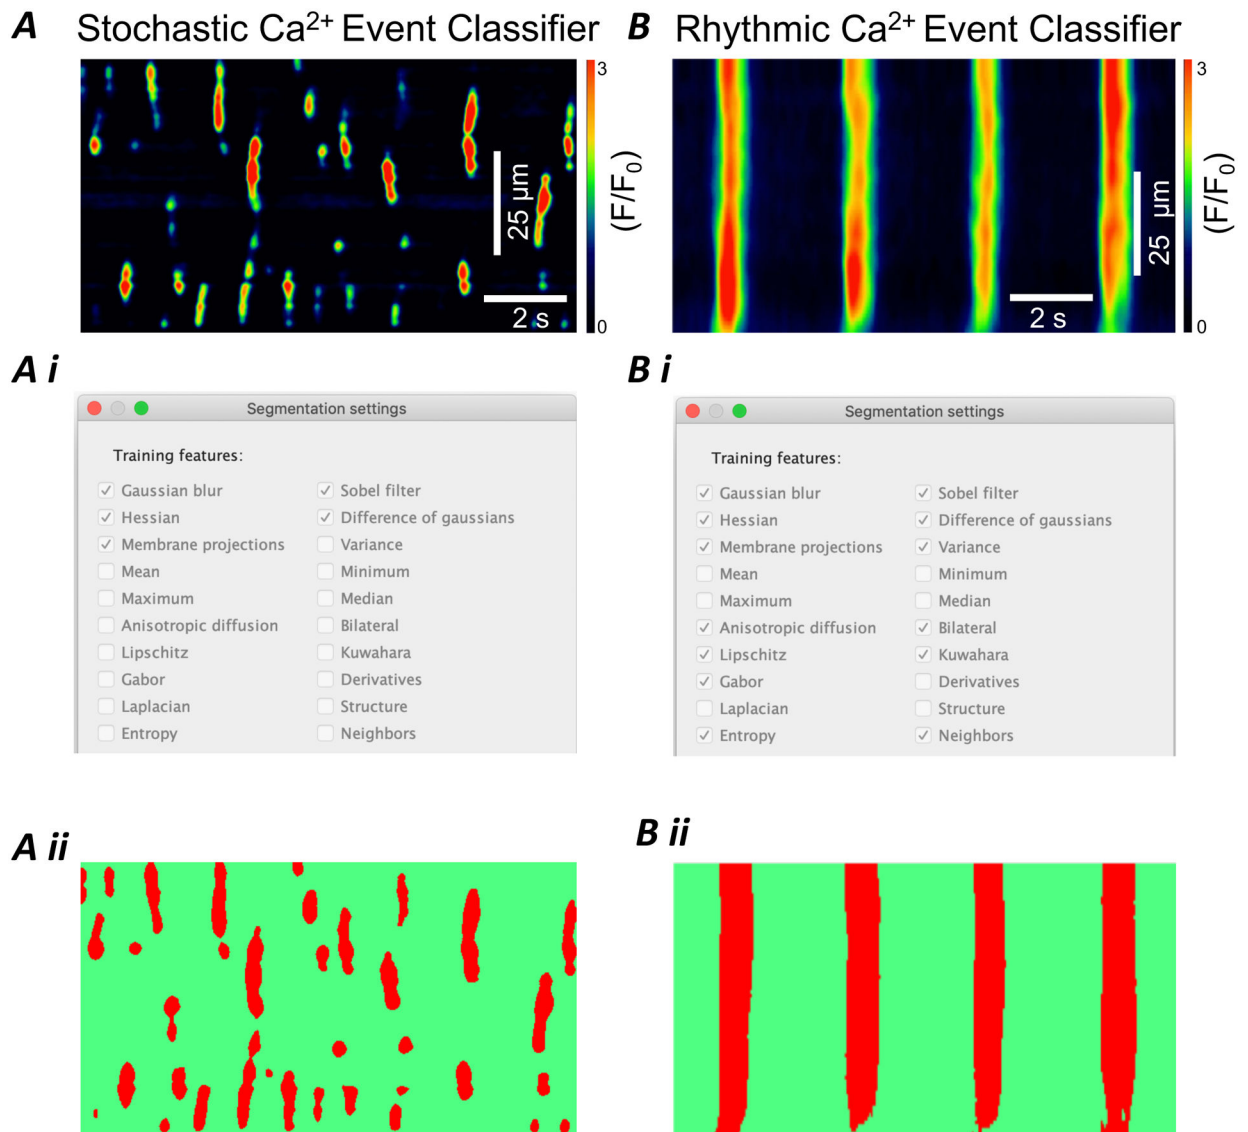 A Stochastic Ca²⁺ Event Classifier
3
25 µm
2 s
0
(F/F₀)
B Rhythmic Ca²⁺ Event Classifier
3
25 µm
2 s
0
(F/F₀)
A i
Segmentation settings
Training features:
Gaussian blur Sobel filter
Hessian Difference of gaussians
Membrane projections Variance
Mean Minimum
Maximum Median
Anisotropic diffusion Bilateral
Lipschitz Kuwahara
Gabor Derivatives
Laplacian Structure
Entropy Neighbors
B i
Segmentation settings
Training features:
Gaussian blur Sobel filter
Hessian Difference of gaussians
Membrane projections Variance
Mean Minimum
Maximum Median
Anisotropic diffusion Bilateral
Lipschitz Kuwahara
Gabor Derivatives
Laplacian Structure
Entropy Neighbors
A ii
B ii